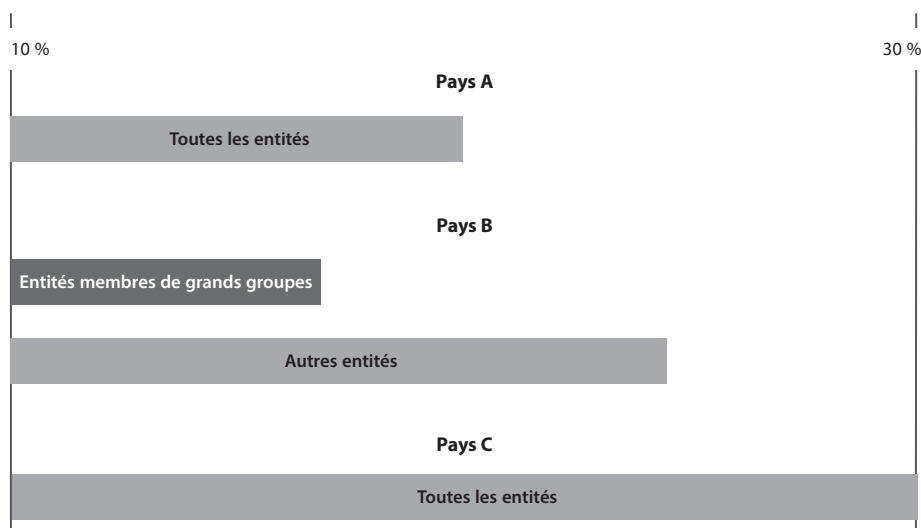 10 %
30 %
Pays A
Toutes les entités
Pays B
Entités membres de grands groupes
Autres entités
Pays C
Toutes les entités